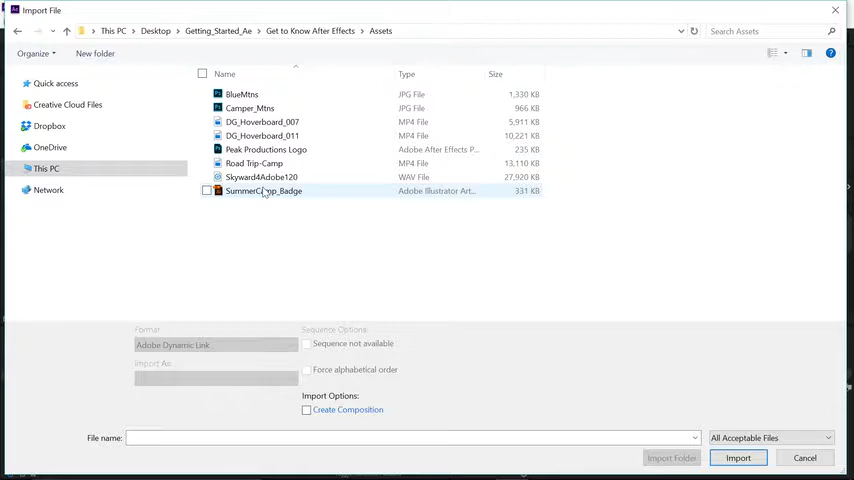 Import File
This PC > Desktop > Getting_Started_Ae > Get to Know After Effects > Assets
Search Assets
Organize
New folder
Name Type Size
Quick access
Creative Cloud Files
Dropbox
OneDrive
This PC
Network
BlueMtns JPG File 1,330 KB
Camper_Mtns JPG File 966 KB
DG_Hoverboard_007 MP4 File 5,911 KB
DG_Hoverboard_011 MP4 File 10,221 KB
Peak Productions Logo Adobe After Effects P... 235 KB
Road Trip-Camp MP4 File 13,110 KB
Skyward4Adobe120 WAV File 27,920 KB
SummerCamp_Badge Adobe Illustrator Art... 331 KB
Format
Adobe Dynamic Link
Import As:
Sequence Options:
Sequence not available
Force alphabetical order
Import Options:
Create Composition
File name:
All Acceptable Files
Import Folder
Import
Cancel